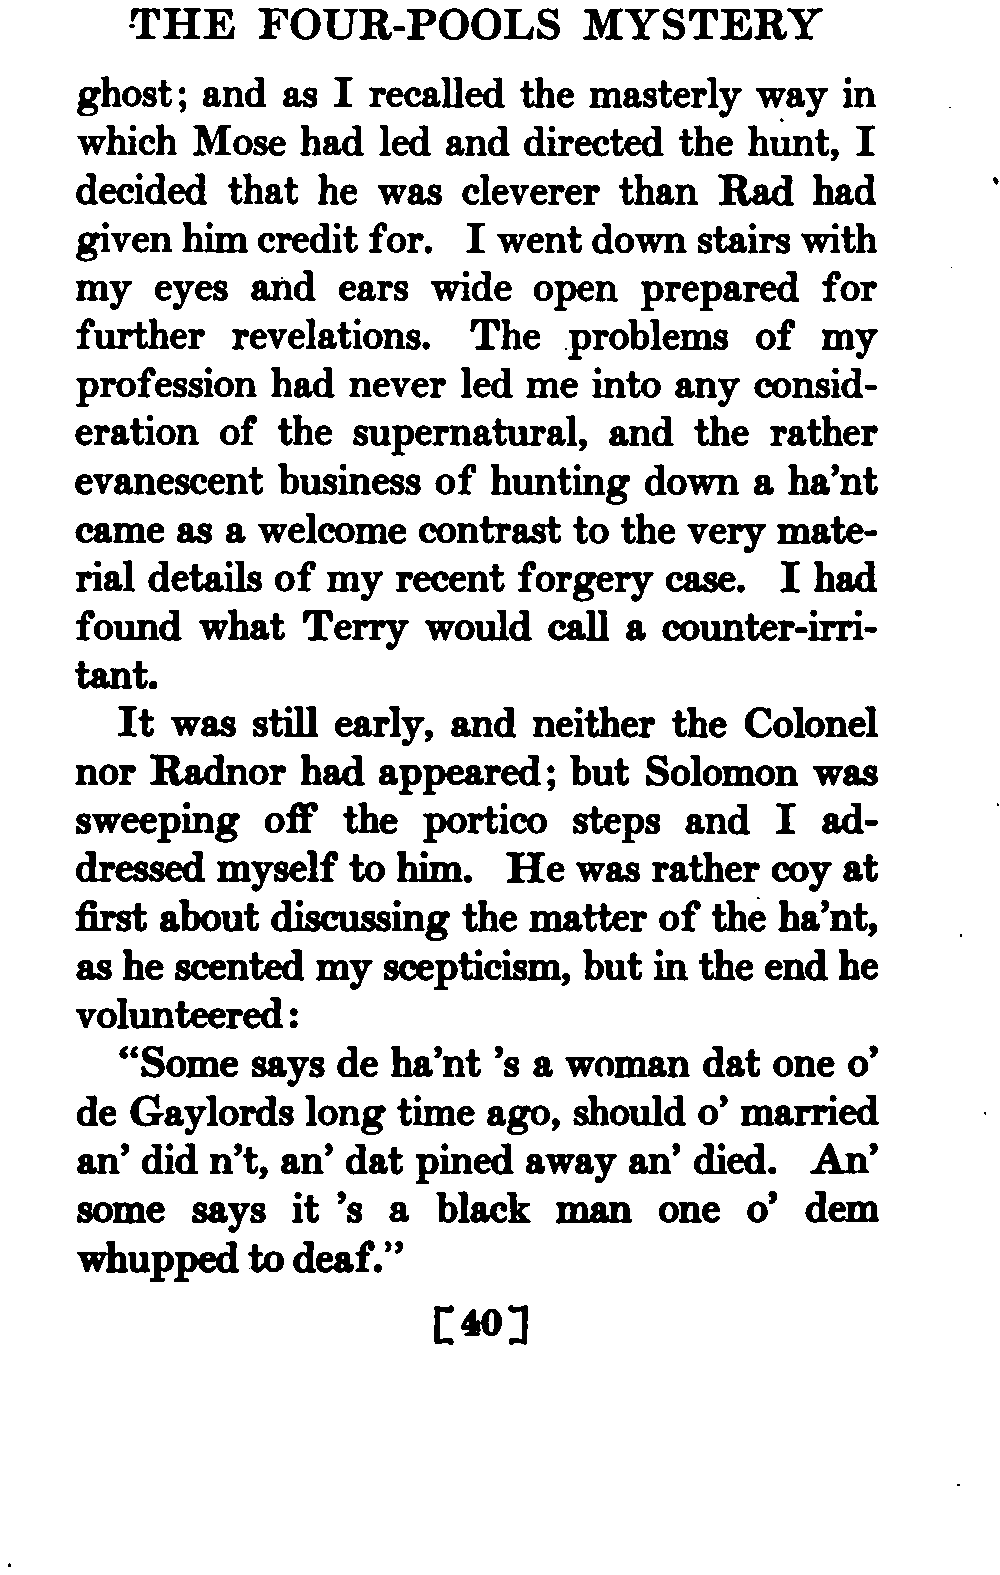 THE FOUR-POOLS MYSTERY
ghost; and as I recalled the masterly way in
which Mose had led and directed the hunt, I
decided that he was cleverer than Rad had
given him credit for. I went down stairs with
my eyes and ears wide open prepared for
further revelations. The problems of my
profession had never led me into any consid-
eration of the supernatural, and the rather
evanescent business of hunting down a ha'nt
came as a welcome contrast to the very mate-
rial details of my recent forgery case. I had
found what Terry would call a counter-irri-
tant.
It was still early, and neither the Colonel
nor Radnor had appeared; but Solomon was
sweeping off the portico steps and I ad-
dressed myself to him. He was rather coy at
first about discussing the matter of the ha'nt,
as he scented my scepticism, but in the end he
volunteered:
"Some says de ha'nt 's a woman dat one o'
de Gaylords long time ago, should o' married
an' did n't, an' dat pined away an' died. An'
some says it 's a black man one o' dem
whupped to deaf."
[40]